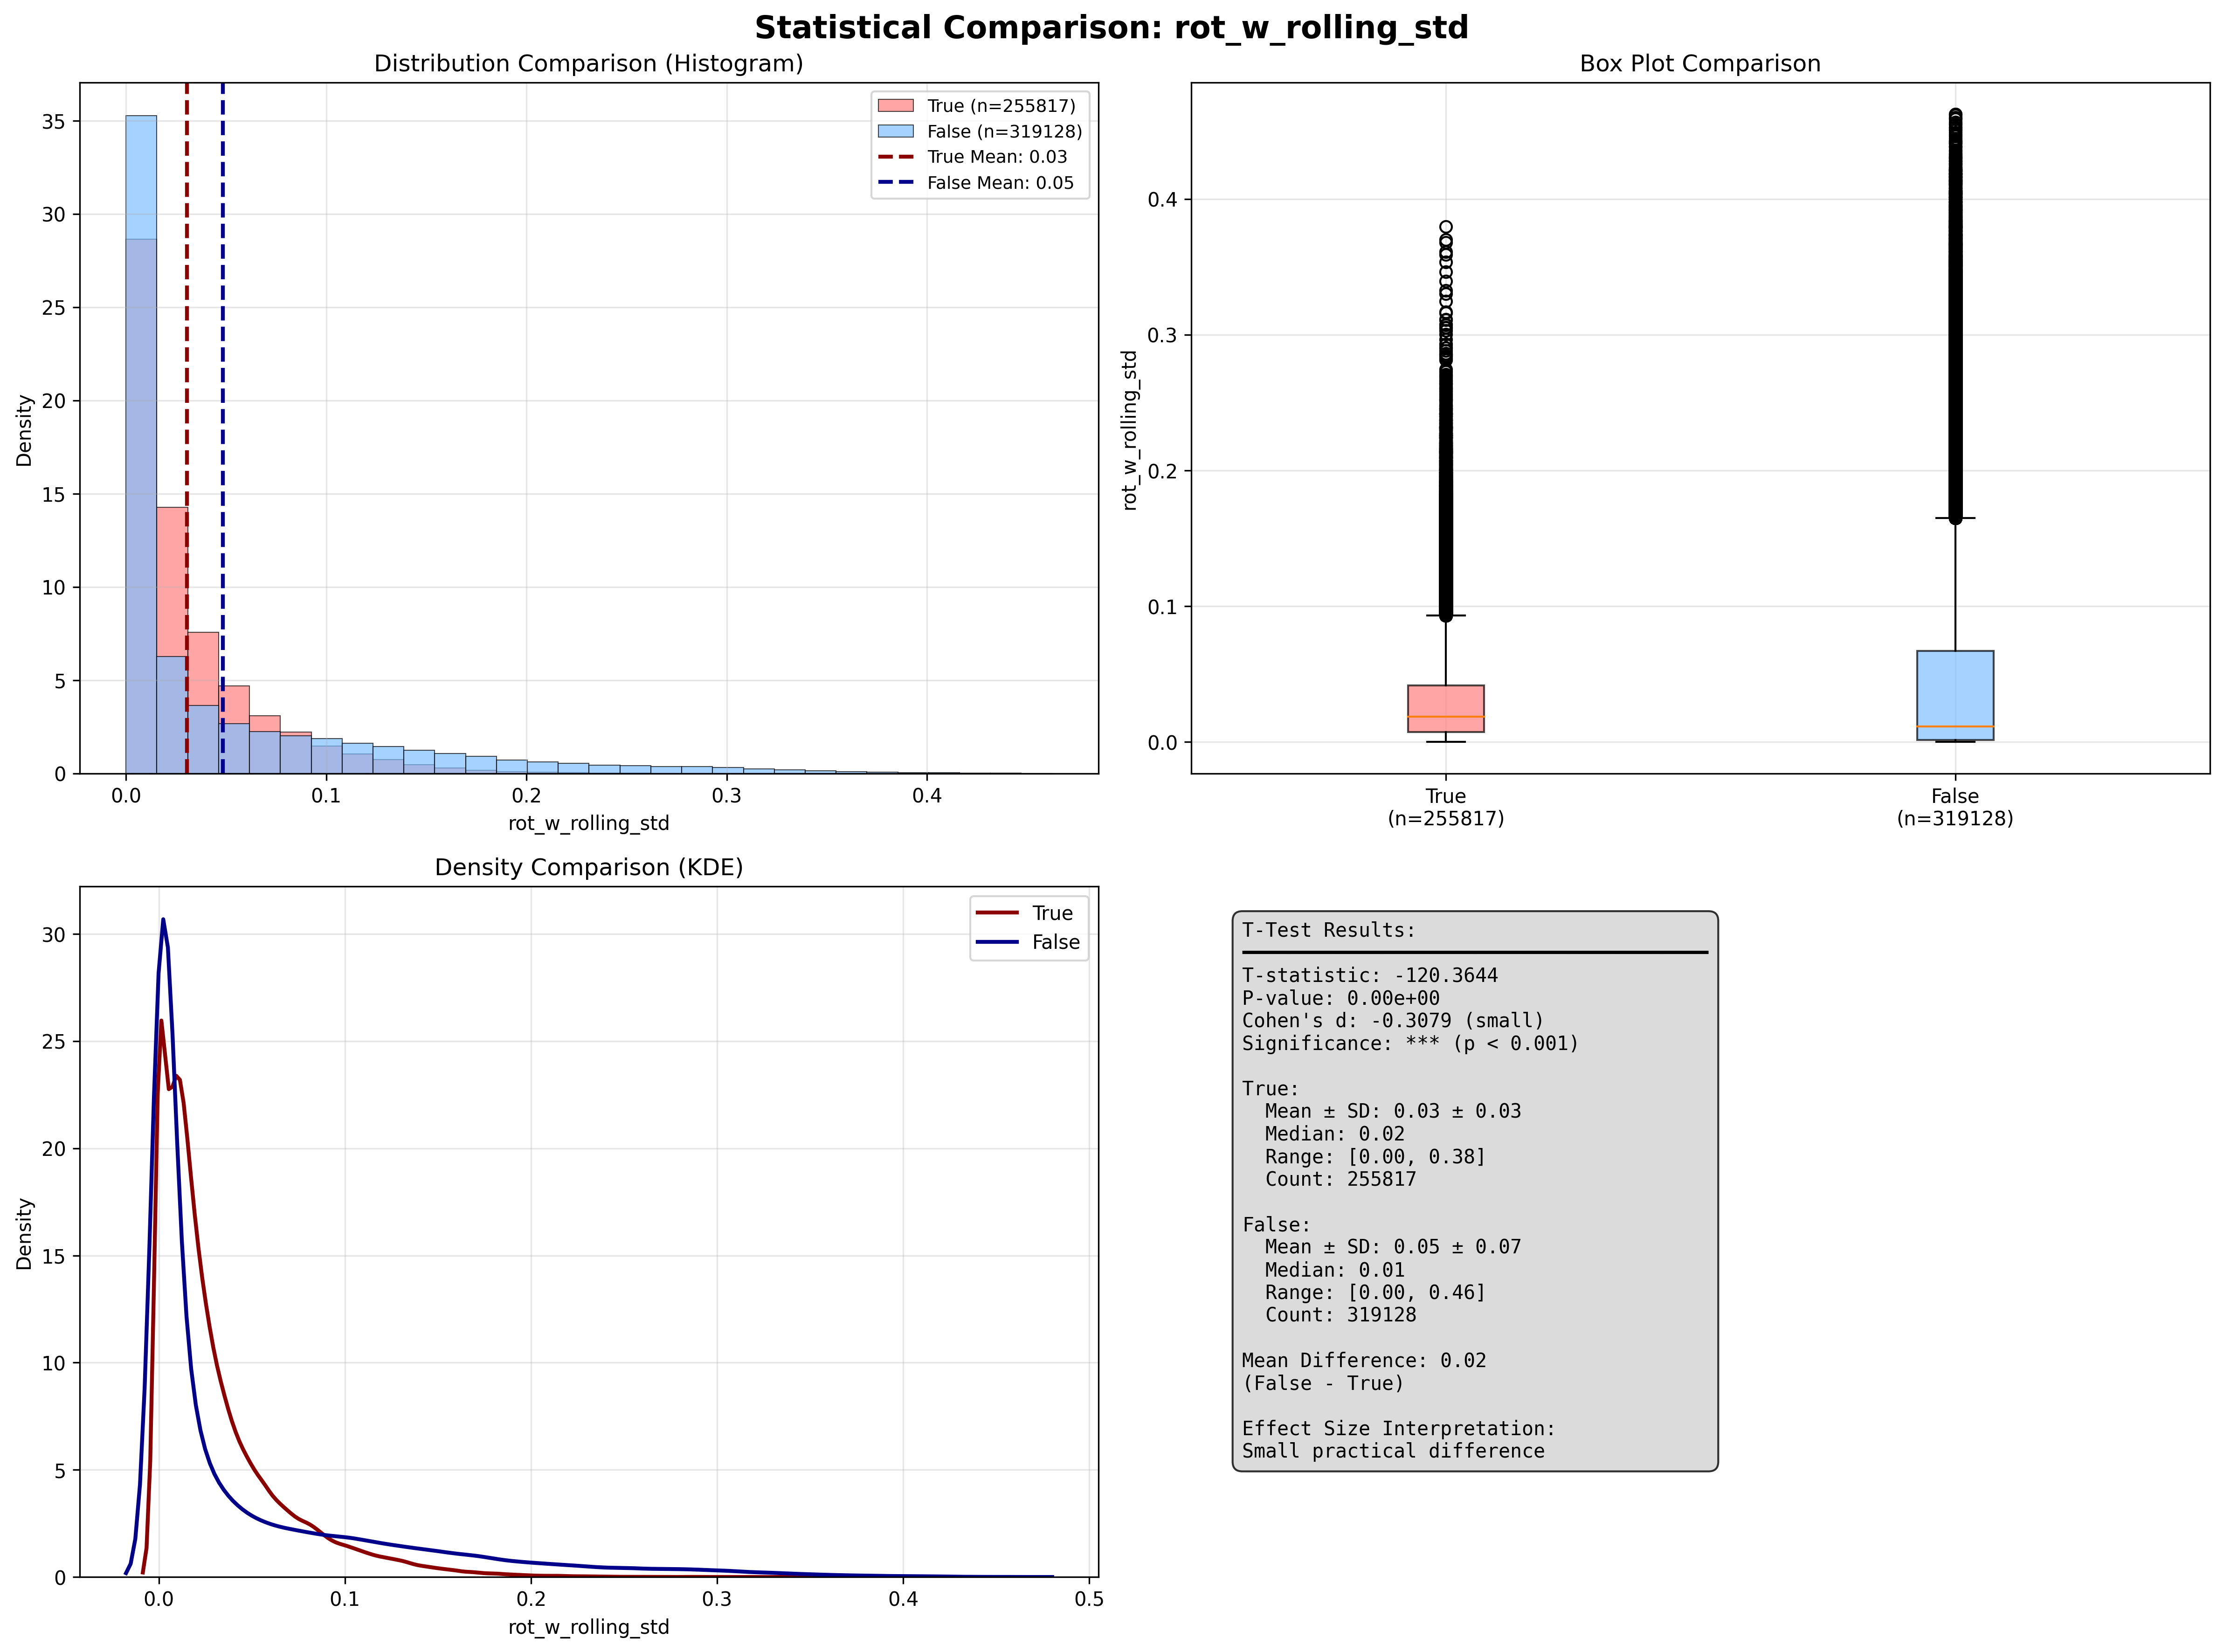 Statistical Comparison: rot_w_rolling_std
Distribution Comparison (Histogram)
Density
35
30
25
20
15
10
5
0
0.0 0.1 0.2 0.3 0.4
rot_w_rolling_std
True (n=255817)
False (n=319128)
True Mean: 0.03
False Mean: 0.05
Box Plot Comparison
rot_w_rolling_std
0.4
0.3
0.2
0.1
0.0
True
(n=255817)
False
(n=319128)
Density Comparison (KDE)
Density
30
25
20
15
10
5
0
0.0 0.1 0.2 0.3 0.4 0.5
rot_w_rolling_std
True
False
T-Test Results:
T-statistic: -120.3644
P-value: 0.00e+00
Cohen's d: -0.3079 (small)
Significance: *** (p < 0.001)
True:
Mean ± SD: 0.03 ± 0.03
Median: 0.02
Range: [0.00, 0.38]
Count: 255817
False:
Mean ± SD: 0.05 ± 0.07
Median: 0.01
Range: [0.00, 0.46]
Count: 319128
Mean Difference: 0.02
(False - True)
Effect Size Interpretation:
Small practical difference